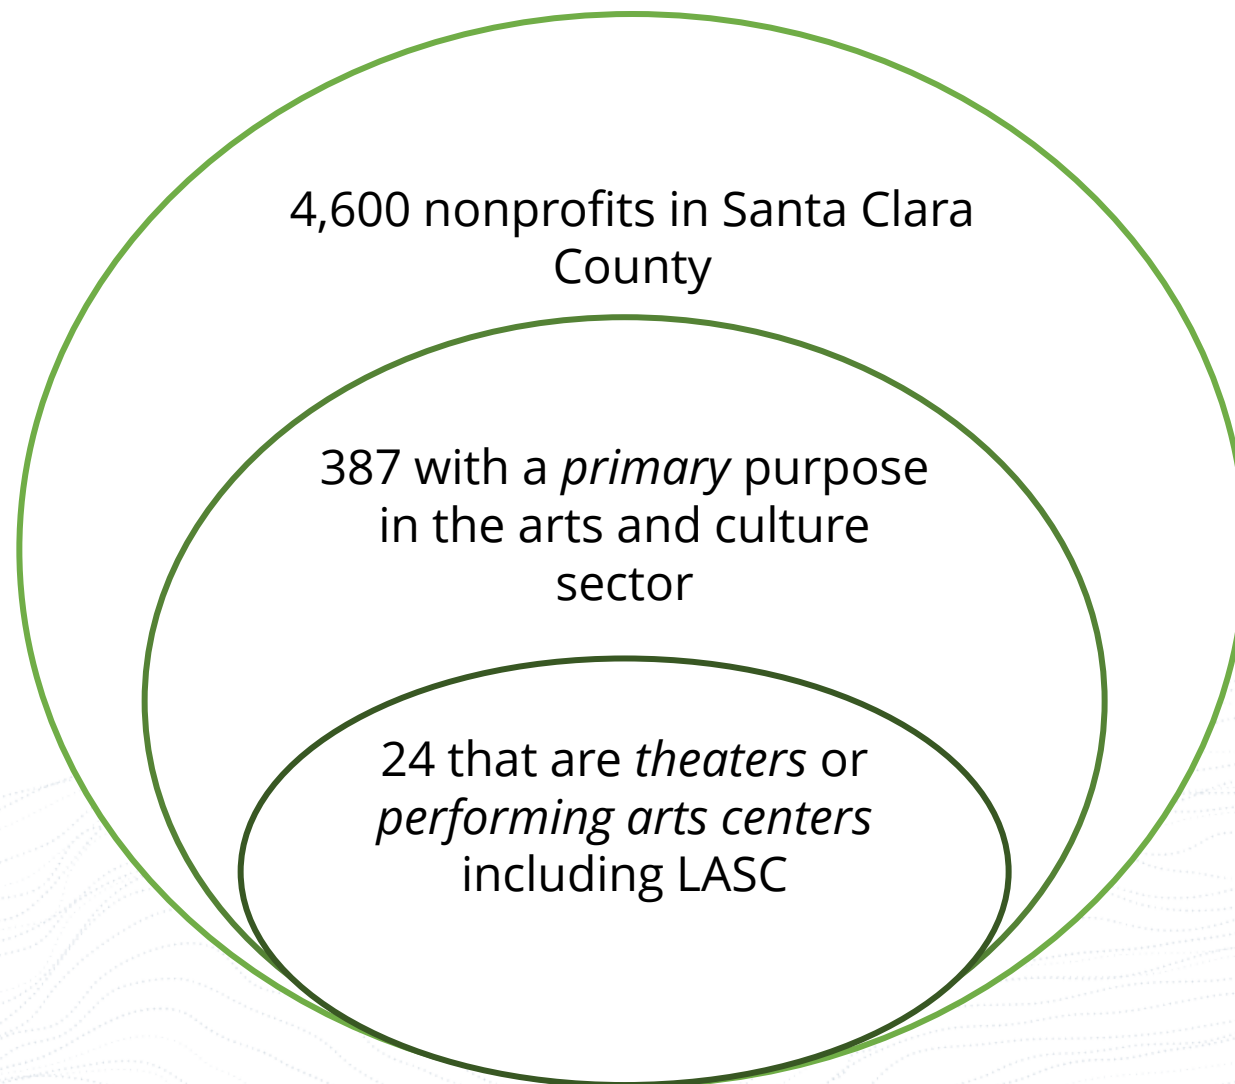 4,600 nonprofits in Santa Clara
County
387 with a primary purpose
in the arts and culture
sector
24 that are theaters or
performing arts centers
including LASC